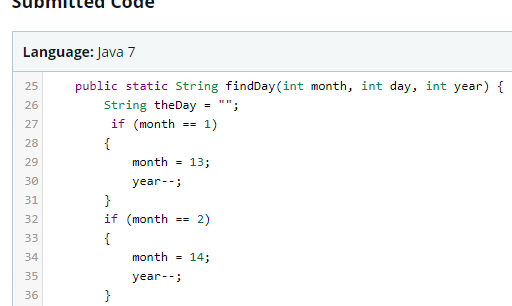 Submitted Code
Language: Java 7
25 public static String findDay(int month, int day, int year) {
26 String theDay = "";
27 if (month == 1)
28 {
29 month = 13;
30 year--;
31 }
32 if (month == 2)
33 {
34 month = 14;
35 year--;
36 }